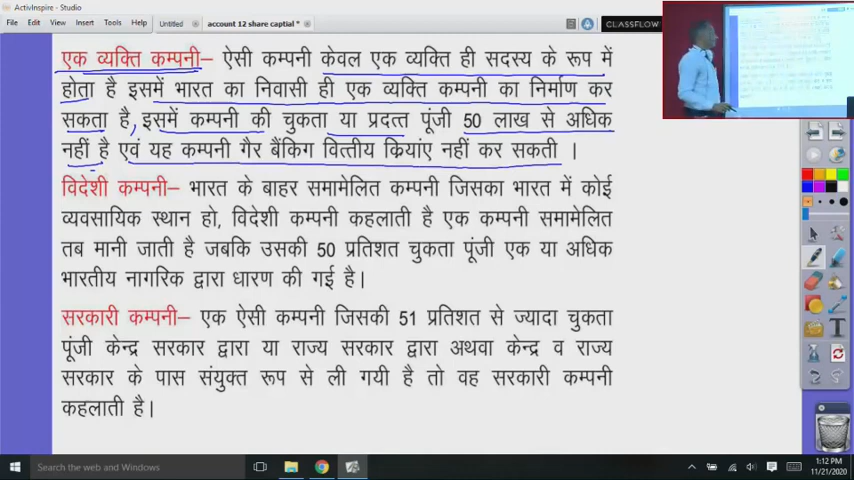 ActivInspire - Studio
File Edit View Insert Tools Help Untitled account 12 share captial * CLASSFLOW
एक व्यक्ति कम्पनी– ऐसी कम्पनी केवल एक व्यक्ति ही सदस्य के रूप में
होता है इसमें भारत का निवासी ही एक व्यक्ति कम्पनी का निर्माण कर
सकता है, इसमें कम्पनी की चुकता या प्रदत्त पूंजी 50 लाख से अधिक
नहीं है एवं यह कम्पनी गैर बैंकिग वित्तीय कियांए नहीं कर सकती ।
विदेशी कम्पनी– भारत के बाहर समामेलित कम्पनी जिसका भारत में कोई
व्यवसायिक स्थान हो, विदेशी कम्पनी कहलाती है एक कम्पनी समामेलित
तब मानी जाती है जबकि उसकी 50 प्रतिशत चुकता पूंजी एक या अधिक
भारतीय नागरिक द्वारा धारण की गई है।
सरकारी कम्पनी– एक ऐसी कम्पनी जिसकी 51 प्रतिशत से ज्यादा चुकता
पूंजी केन्द्र सरकार द्वारा या राज्य सरकार द्वारा अथवा केन्द्र व राज्य
सरकार के पास संयुक्त रूप से ली गयी है तो वह सरकारी कम्पनी
कहलाती है।
Search the web and Windows
1:12 PM
11/21/2020